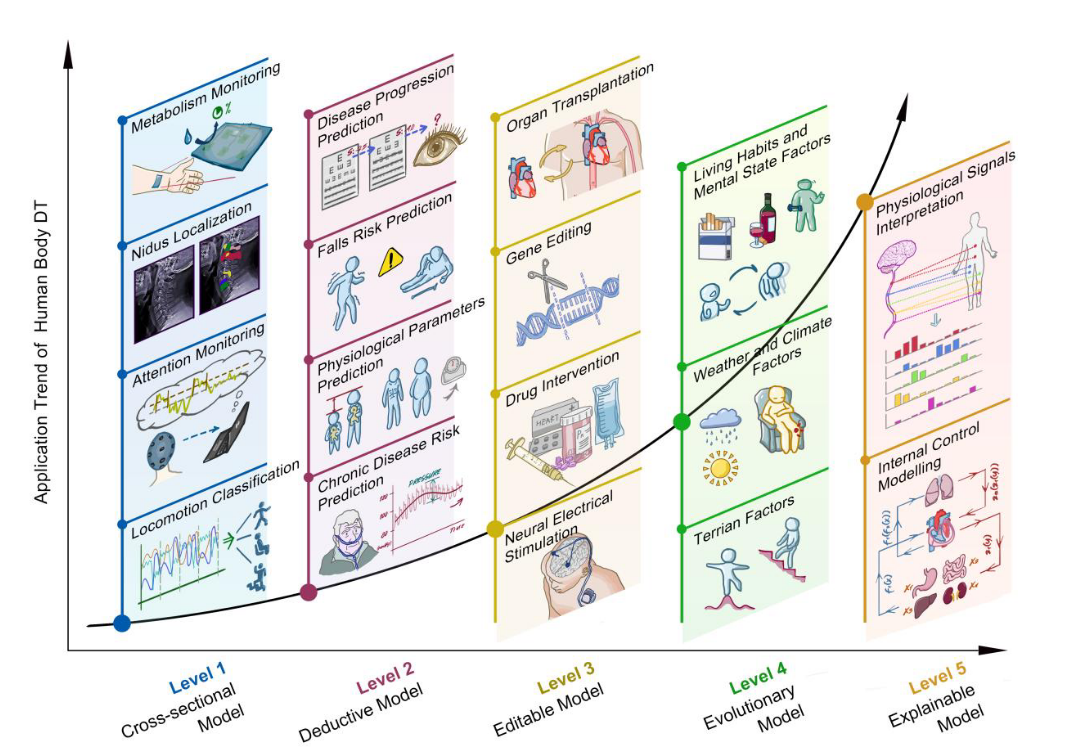 Application Trend of Human Body DT
Metabolism Monitoring
%
Nidus Localization
Attention Monitoring
Locomotion Classification
Disease Progression
Prediction
?
Falls Risk Prediction
Physiological Parameters
Prediction
Chronic Disease Risk
Prediction
PRESSURE
Organ Transplantation
Gene Editing
Drug Intervention
HEART
Neural Electrical
Stimulation
Living Habits and
Mental State Factors
Weather and Climate
Factors
Terrian Factors
Physiological Signals
Interpretation
Internal Control
Modelling
Level 1
Cross-sectional
Model
Level 2
Deductive Model
Level 3
Editable Model
Level 4
Evolutionary
Model
Level 5
Explainable
Model